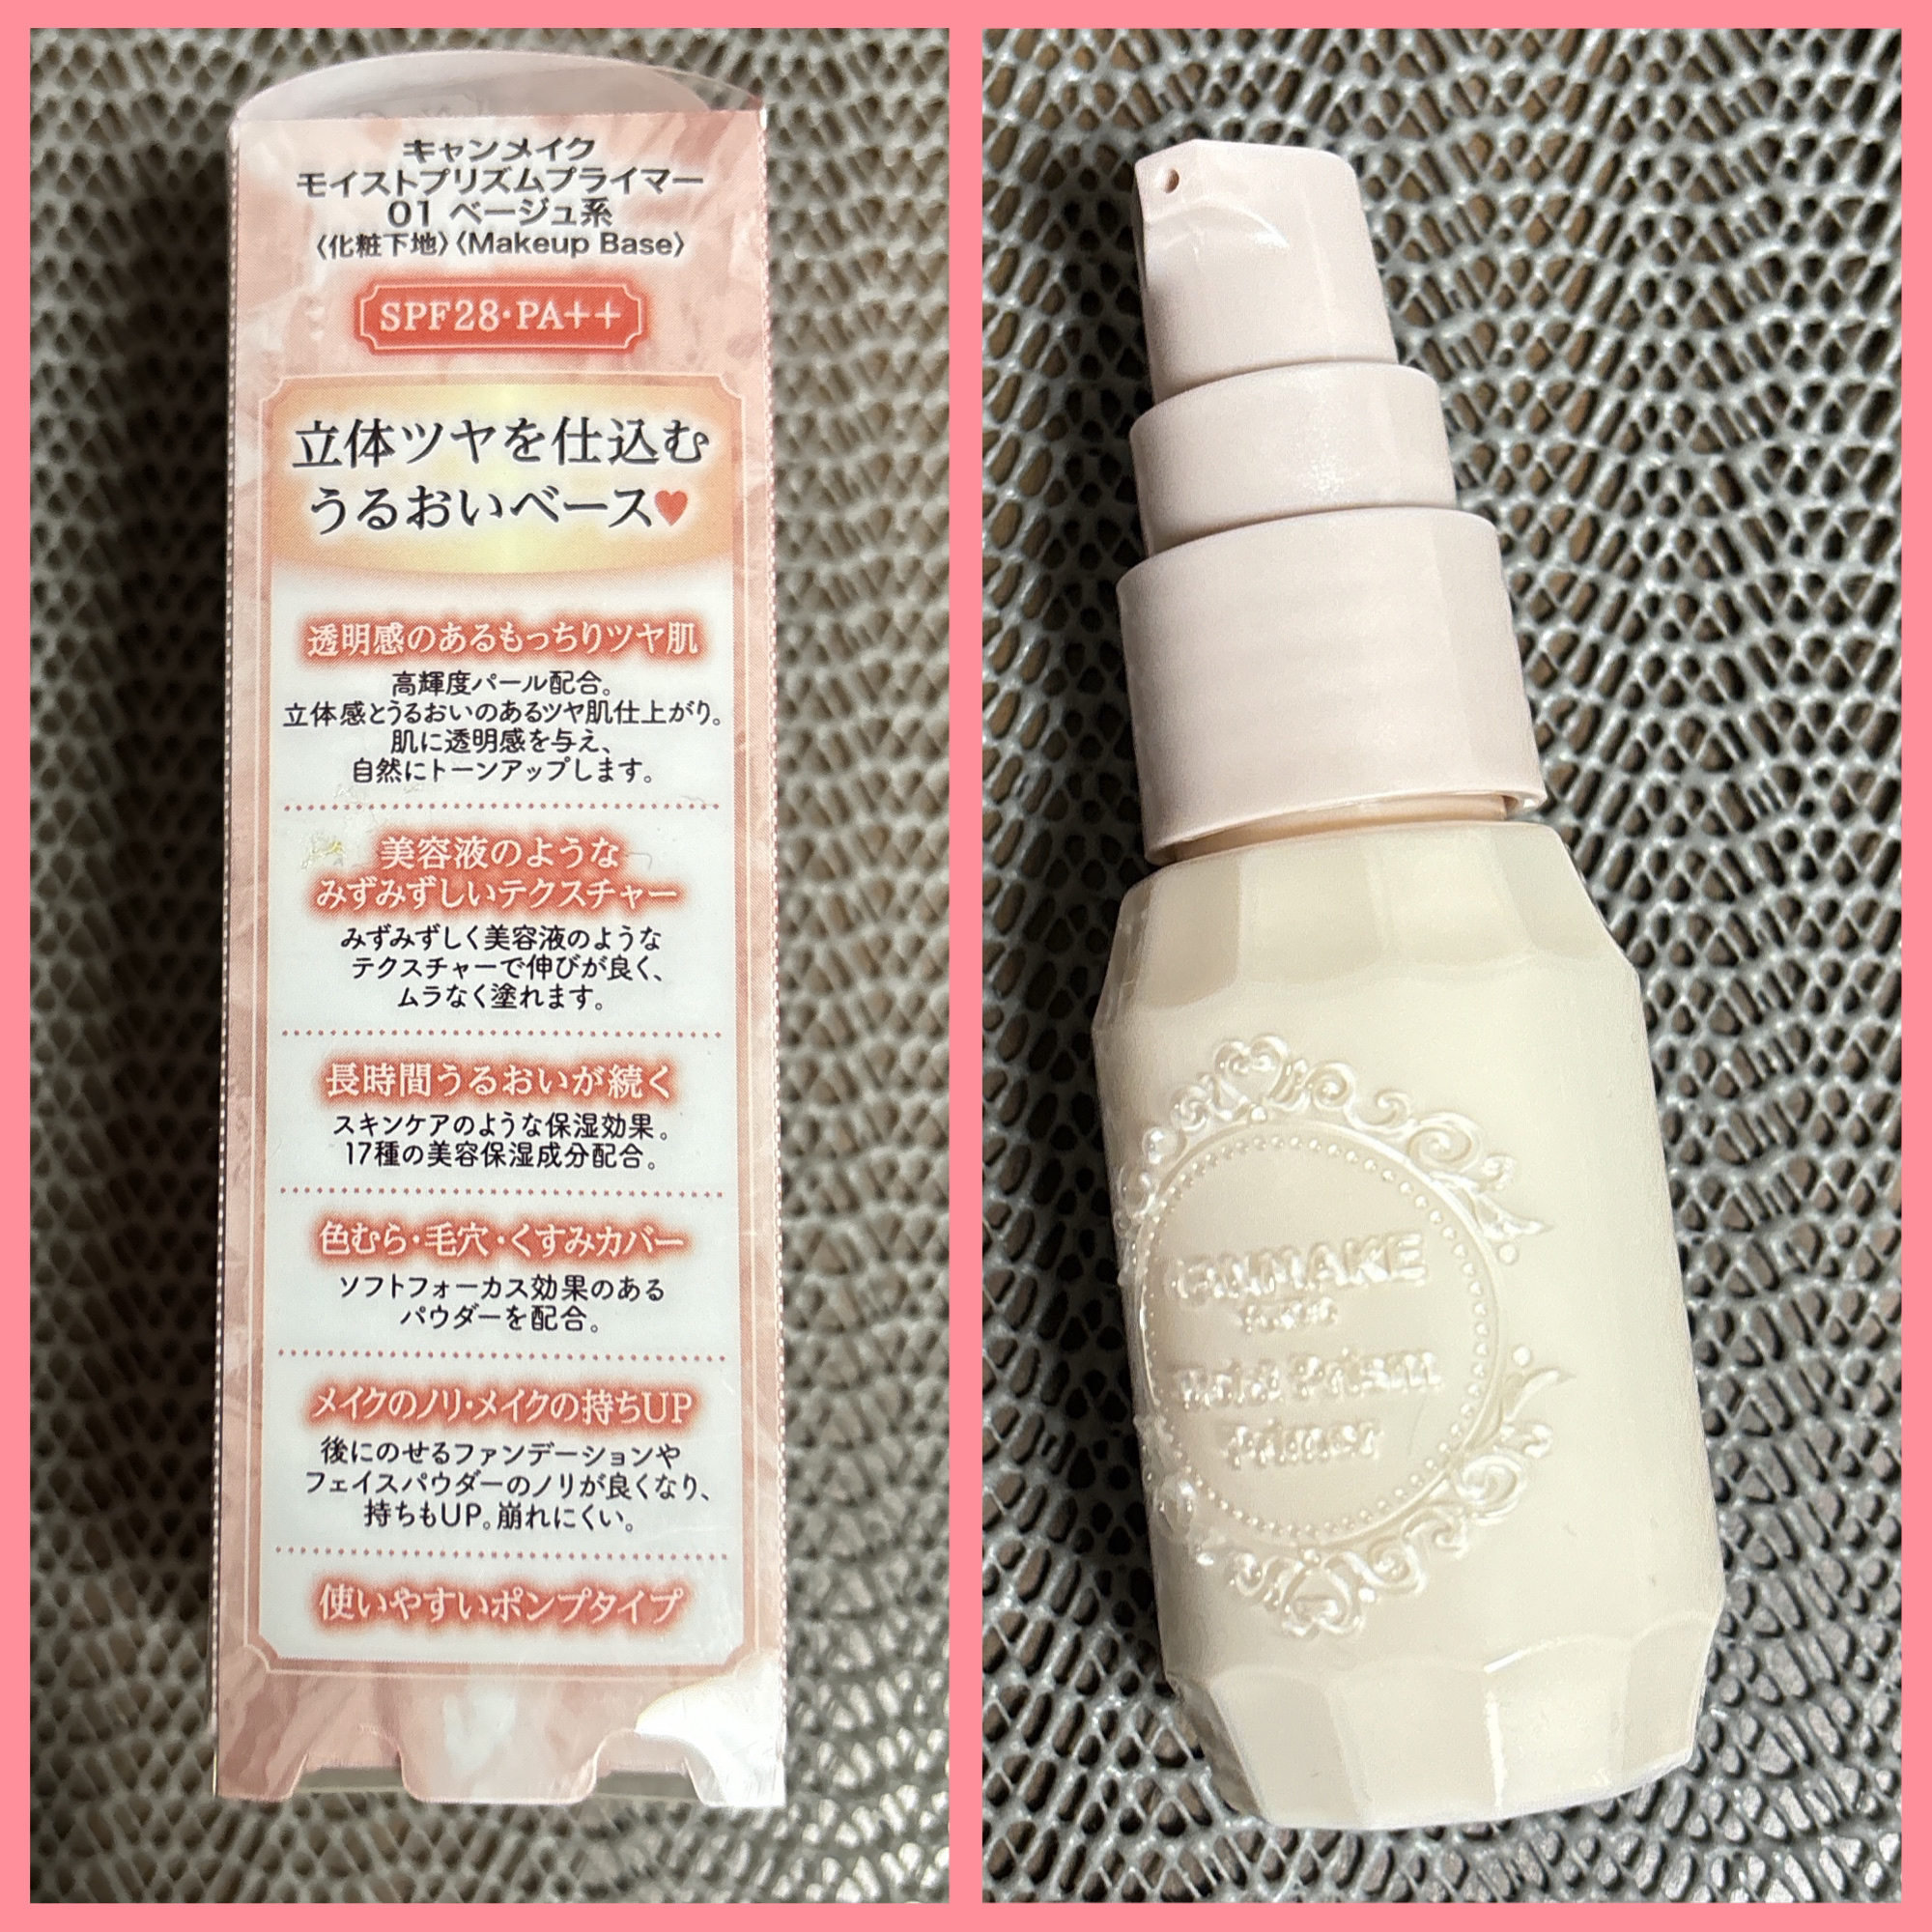 キャンメイク
モイストプリズムプライマー
01 ベージュ系
〈化粧下地〉〈Makeup Base〉
SPF28・PA++
立体ツヤを仕込む
うるおいベース♥
透明感のあるもっちりツヤ肌
高輝度パール配合。
立体感とうるおいのあるツヤ肌仕上がり。
肌に透明感を与え、
自然にトーンアップします。
美容液のような
みずみずしいテクスチャー
みずみずしく美容液のような
テクスチャーで伸びが良く、
ムラなく塗れます。
長時間うるおいが続く
スキンケアのような保湿効果。
17種の美容保湿成分配合。
色むら・毛穴・くすみカバー
ソフトフォーカス効果のある
パウダーを配合。
メイクのノリ・メイクの持ちUP
後にのせるファンデーションや
フェイスパウダーのノリが良くなり、
持ちもUP。崩れにくい。
使いやすいポンプタイプ
CANMAKE
Moist Prism
Primer